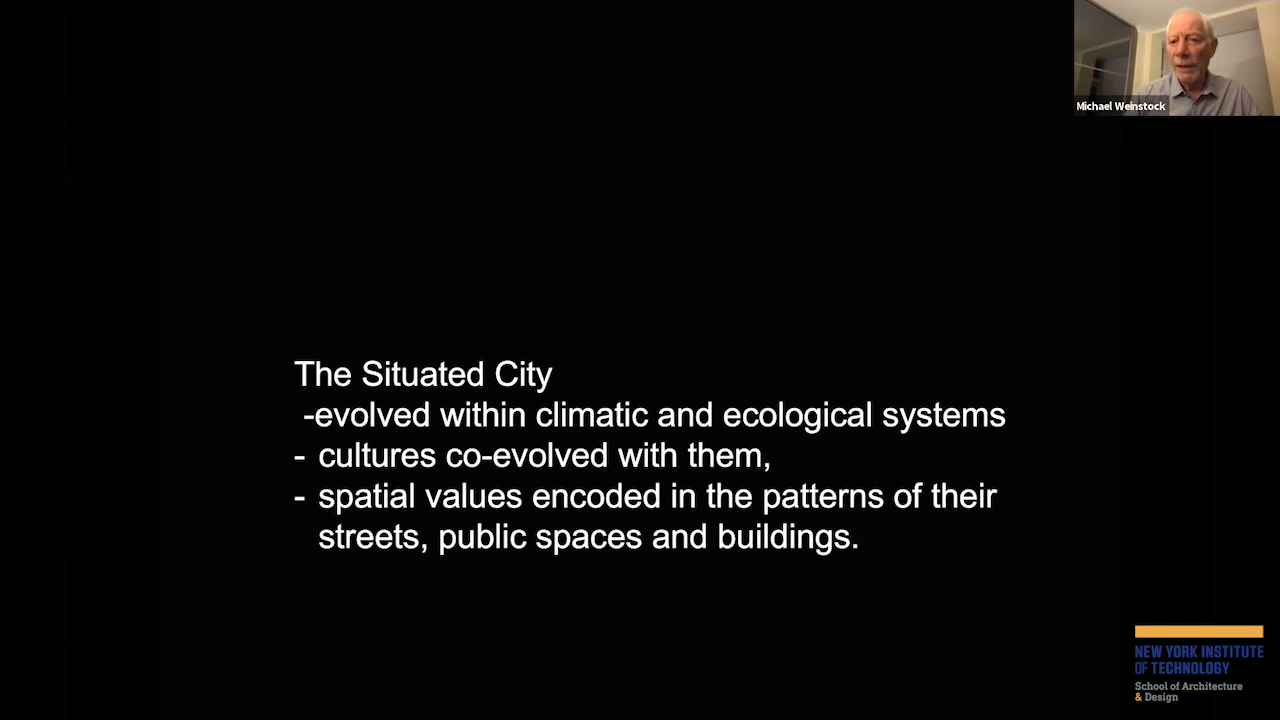 Michael Weinstock
The Situated City
-evolved within climatic and ecological systems
- cultures co-evolved with them,
- spatial values encoded in the patterns of their
streets, public spaces and buildings.
NEW YORK INSTITUTE
OF TECHNOLOGY
School of Architecture
& Design